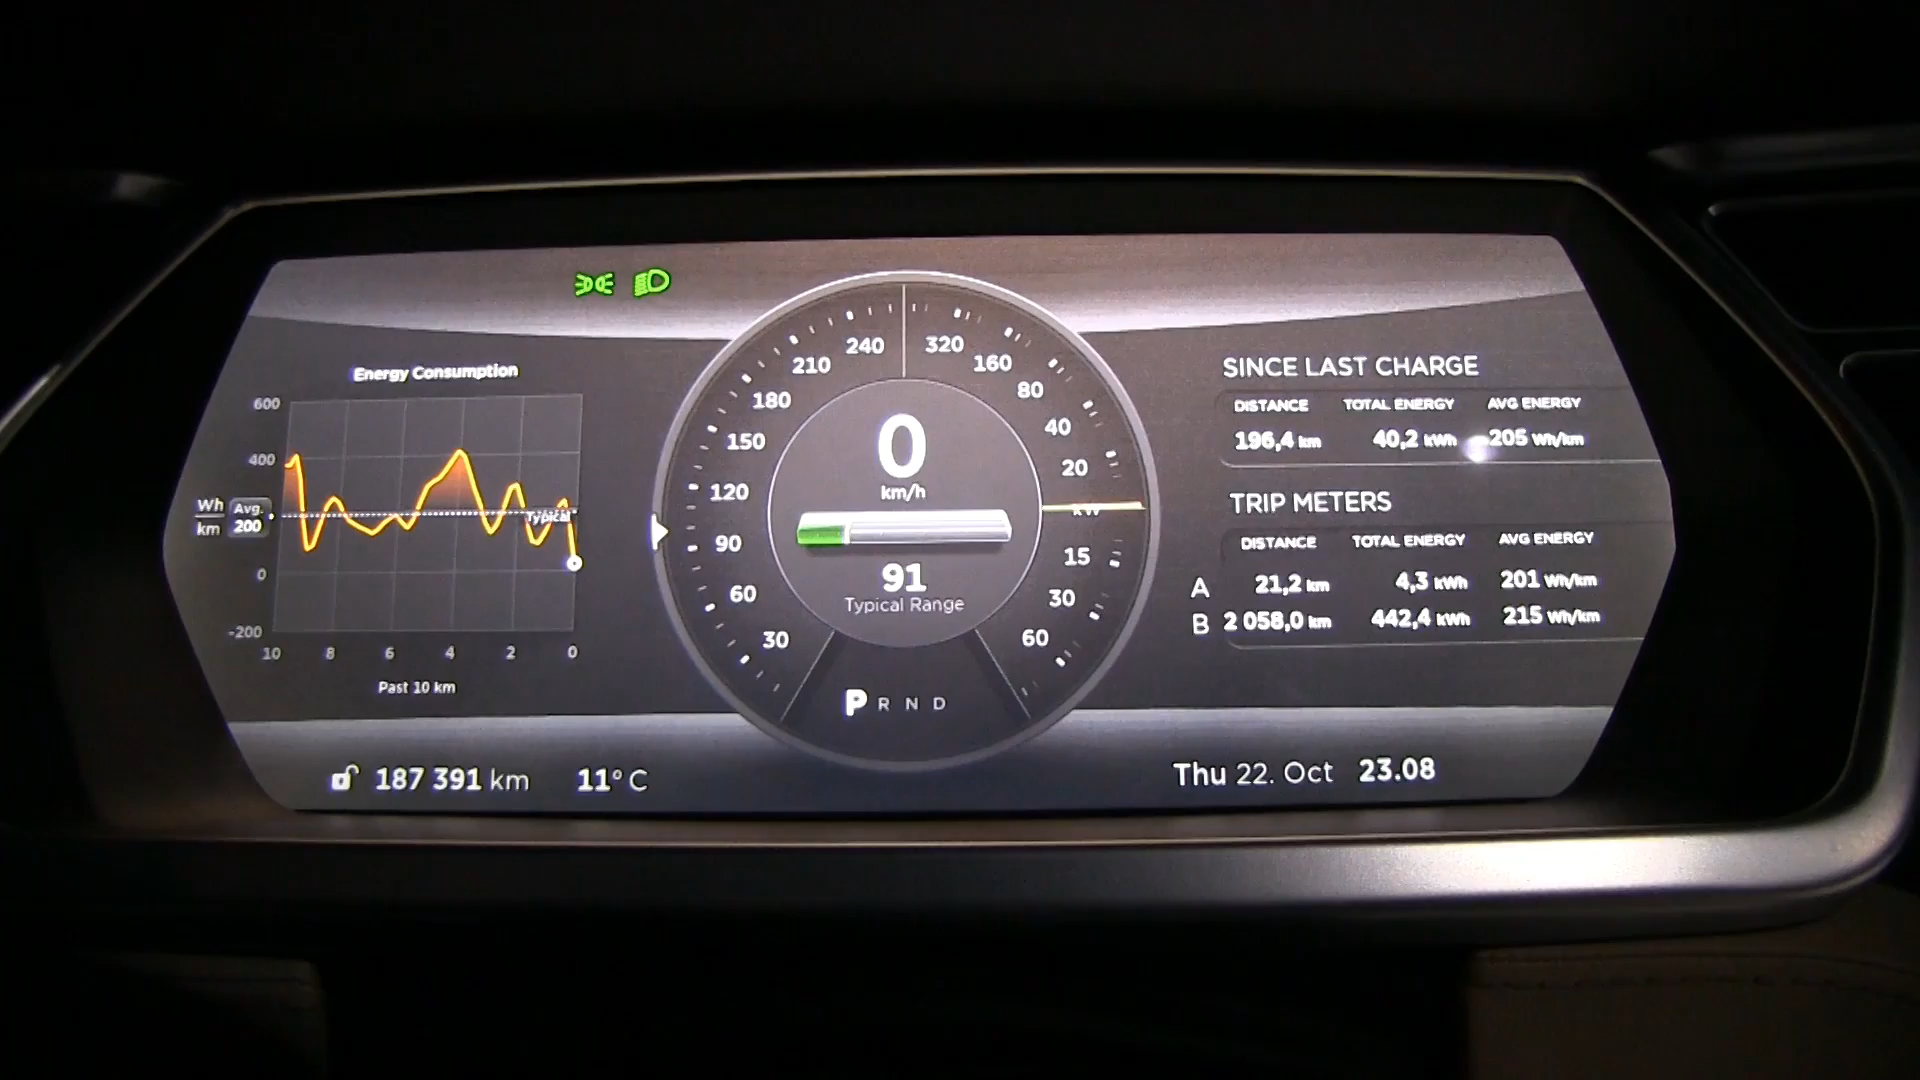 Energy Consumption
600
400
Wh
km
Avg.
200
Typical
0
-200
10 8 6 4 2 0
Past 10 km
240
210
180
150
120
90
60
30
320
160
80
40
20
kW
15
30
60
0
km/h
91
Typical Range
P R N D
SINCE LAST CHARGE
DISTANCE TOTAL ENERGY AVG ENERGY
196,4 km 40,2 kWh 205 Wh/km
TRIP METERS
DISTANCE TOTAL ENERGY AVG ENERGY
A 21,2 km 4,3 kWh 201 Wh/km
B 2 058,0 km 442,4 kWh 215 Wh/km
187 391 km 11° C
Thu 22. Oct 23.08